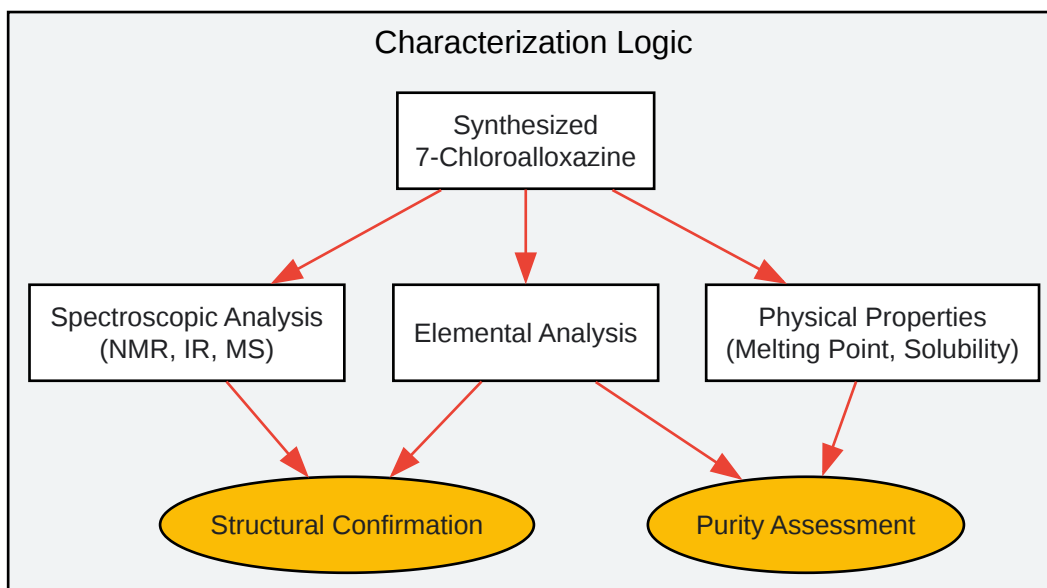 Characterization Logic
Synthesized
7-Chloroalloxazine
Spectroscopic Analysis
(NMR, IR, MS)
Elemental Analysis
Physical Properties
(Melting Point, Solubility)
Structural Confirmation
Purity Assessment